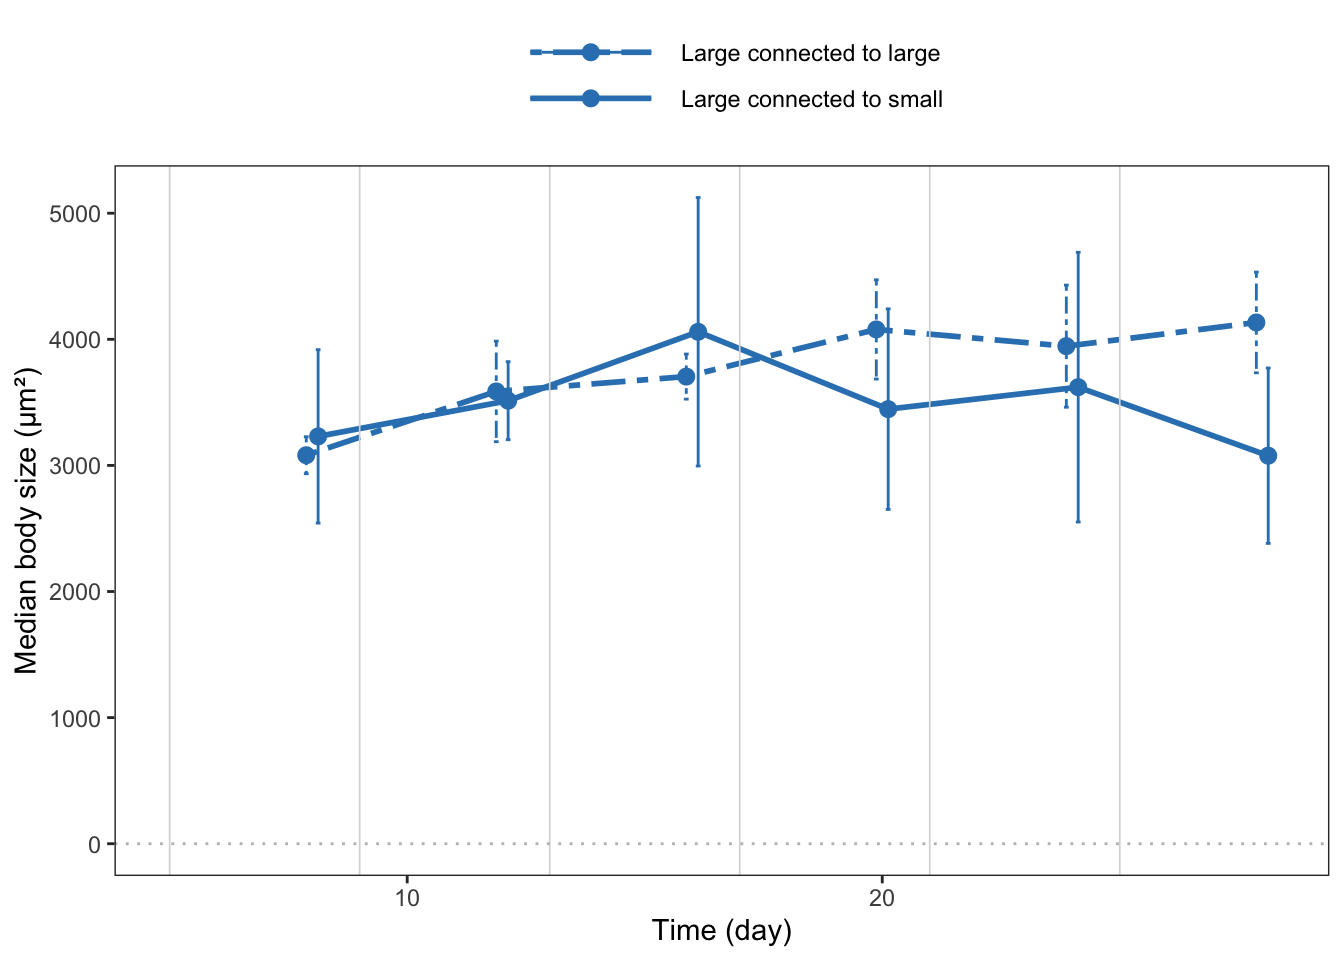 Large connected to large
Large connected to small
5000
4000
3000
2000
1000
0
Median body size (µm²)
10
20
Time (day)